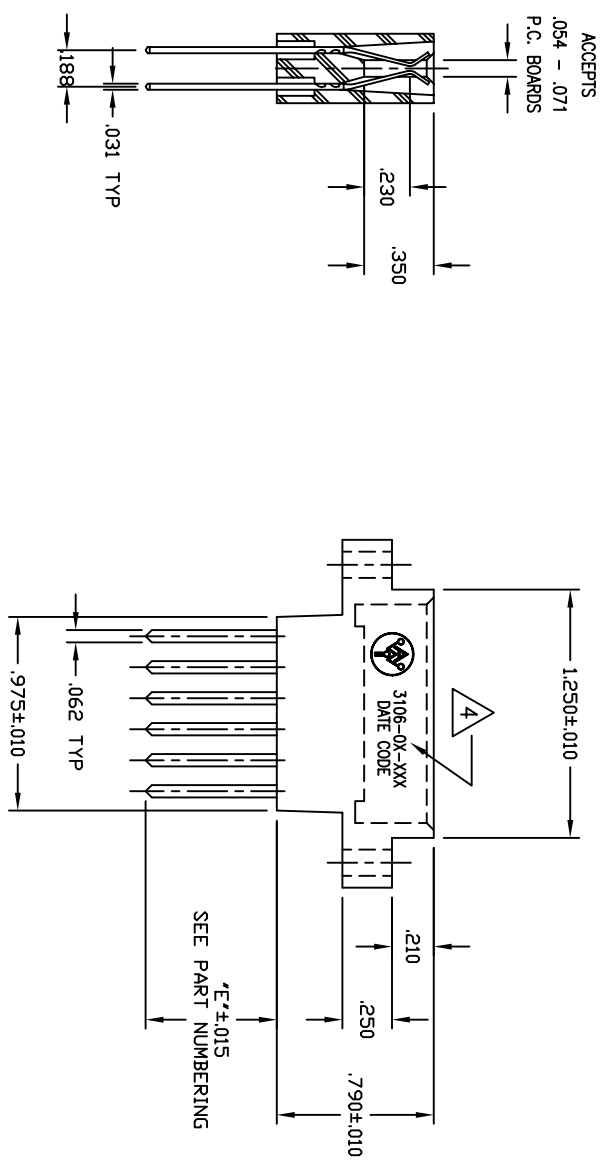 ACCEPTS
.054 - .071
P.C. BOARDS
.230
.350
.188
.031 TYP
1.250±.010
4
3106-0X-XXX
DATE CODE
.210
.250
.790±.010
.062 TYP
.975±.010
"E"±.015
SEE PART NUMBERING